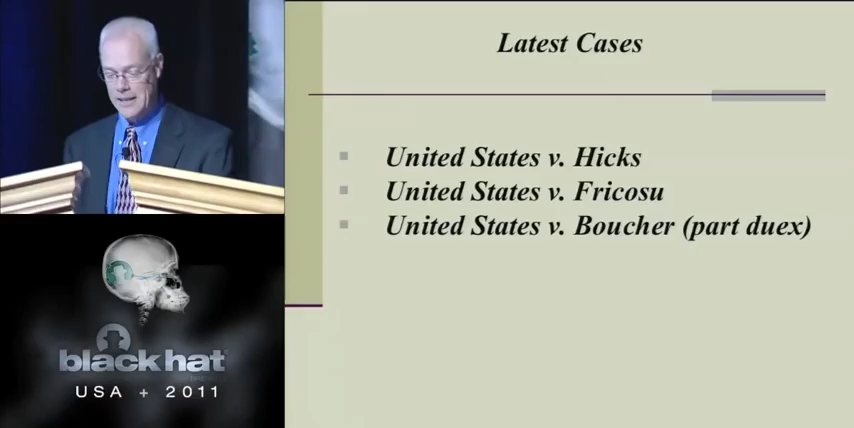 Latest Cases
United States v. Hicks
United States v. Fricosu
United States v. Boucher (part duex)
black hat
USA + 2011